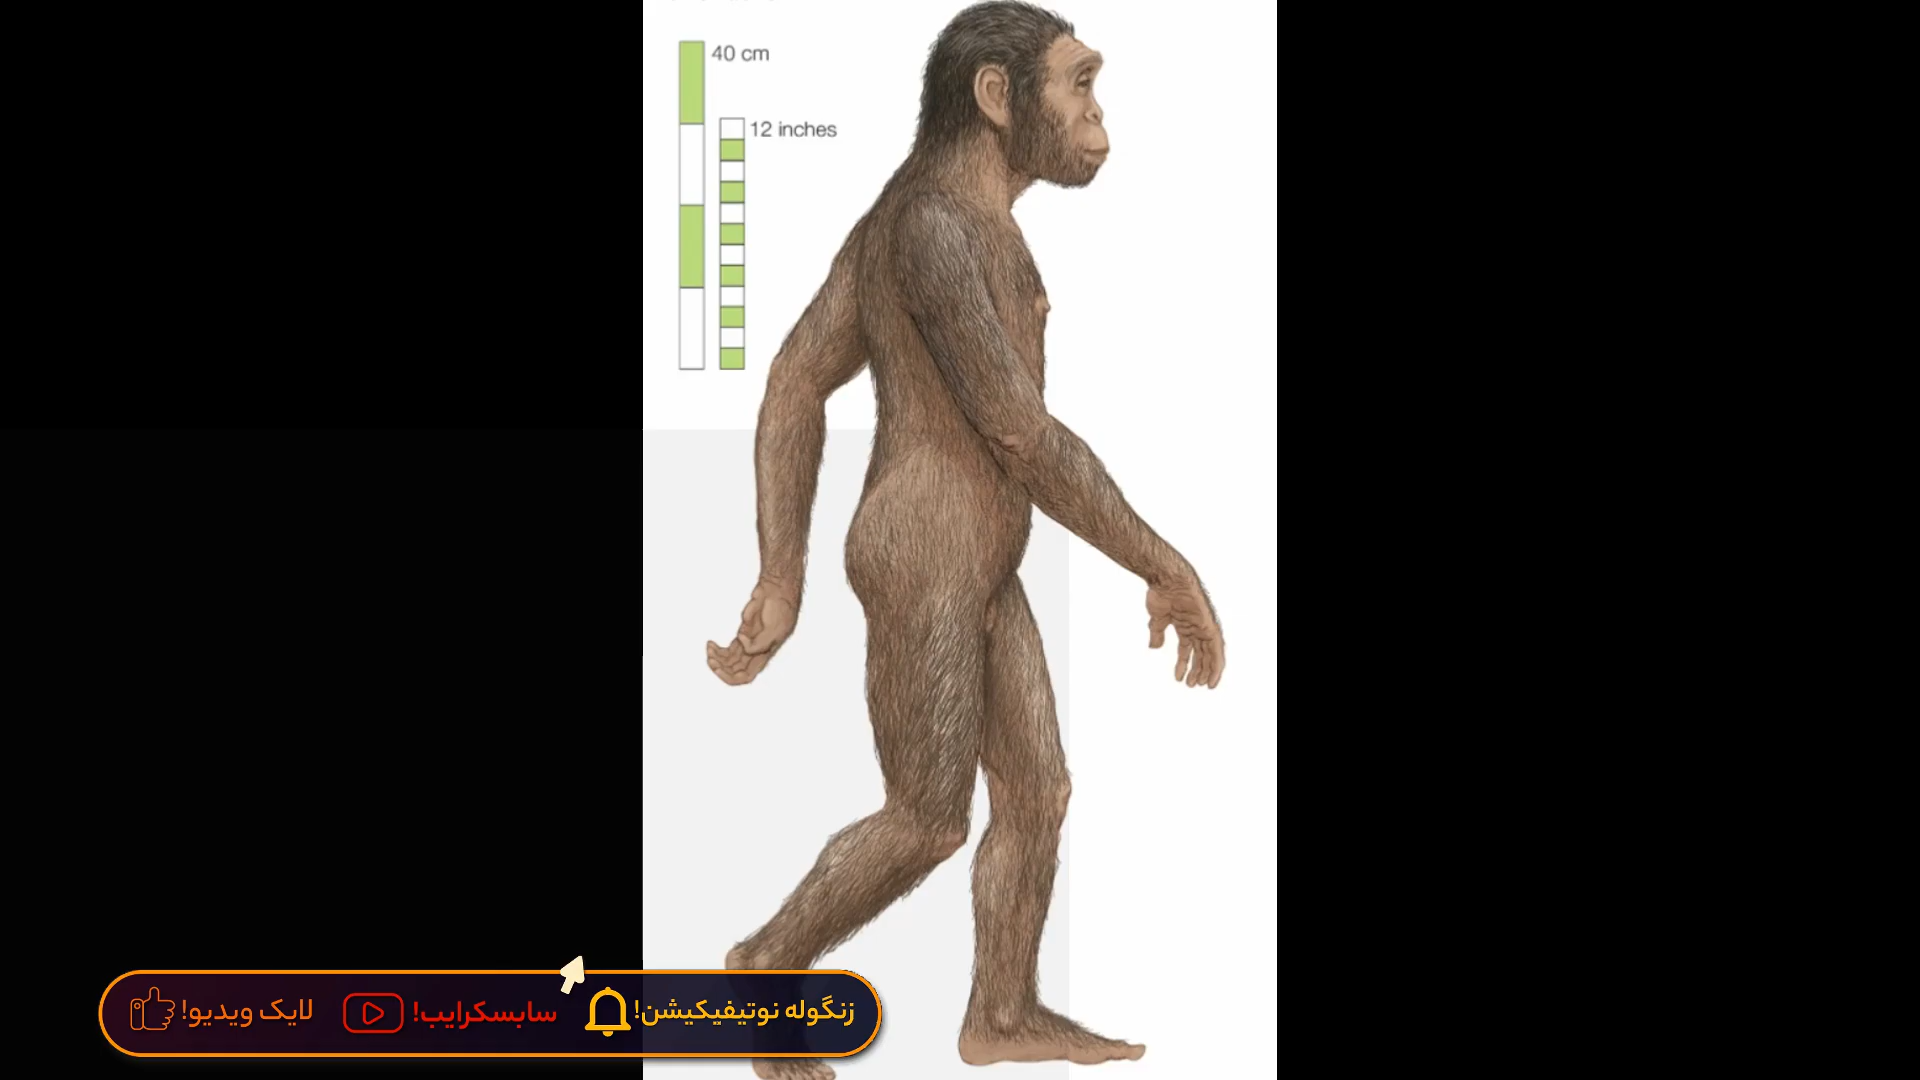 40 cm
12 inches
لایک ویدیو!
سابسکرایب!
زنگوله نوتیفیکیشن!